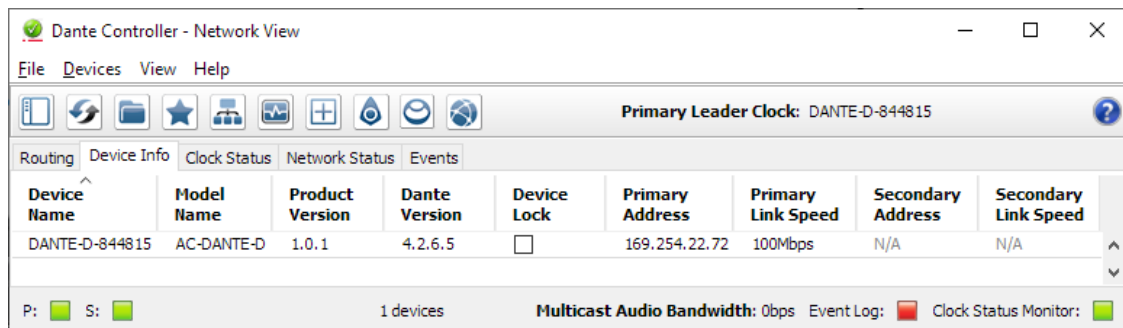 Dante Controller - Network View
File Devices View Help
Primary Leader Clock: DANTE-D-844815
Routing Device Info Clock Status Network Status Events
Device Name Model Name Product Version Dante Version Device Lock Primary Address Primary Link Speed Secondary Address Secondary Link Speed
DANTE-D-844815 AC-DANTE-D 1.0.1 4.2.6.5 169.254.22.72 100Mbps N/A N/A
P: S: 1 devices Multicast Audio Bandwidth: 0bps Event Log: Clock Status Monitor: